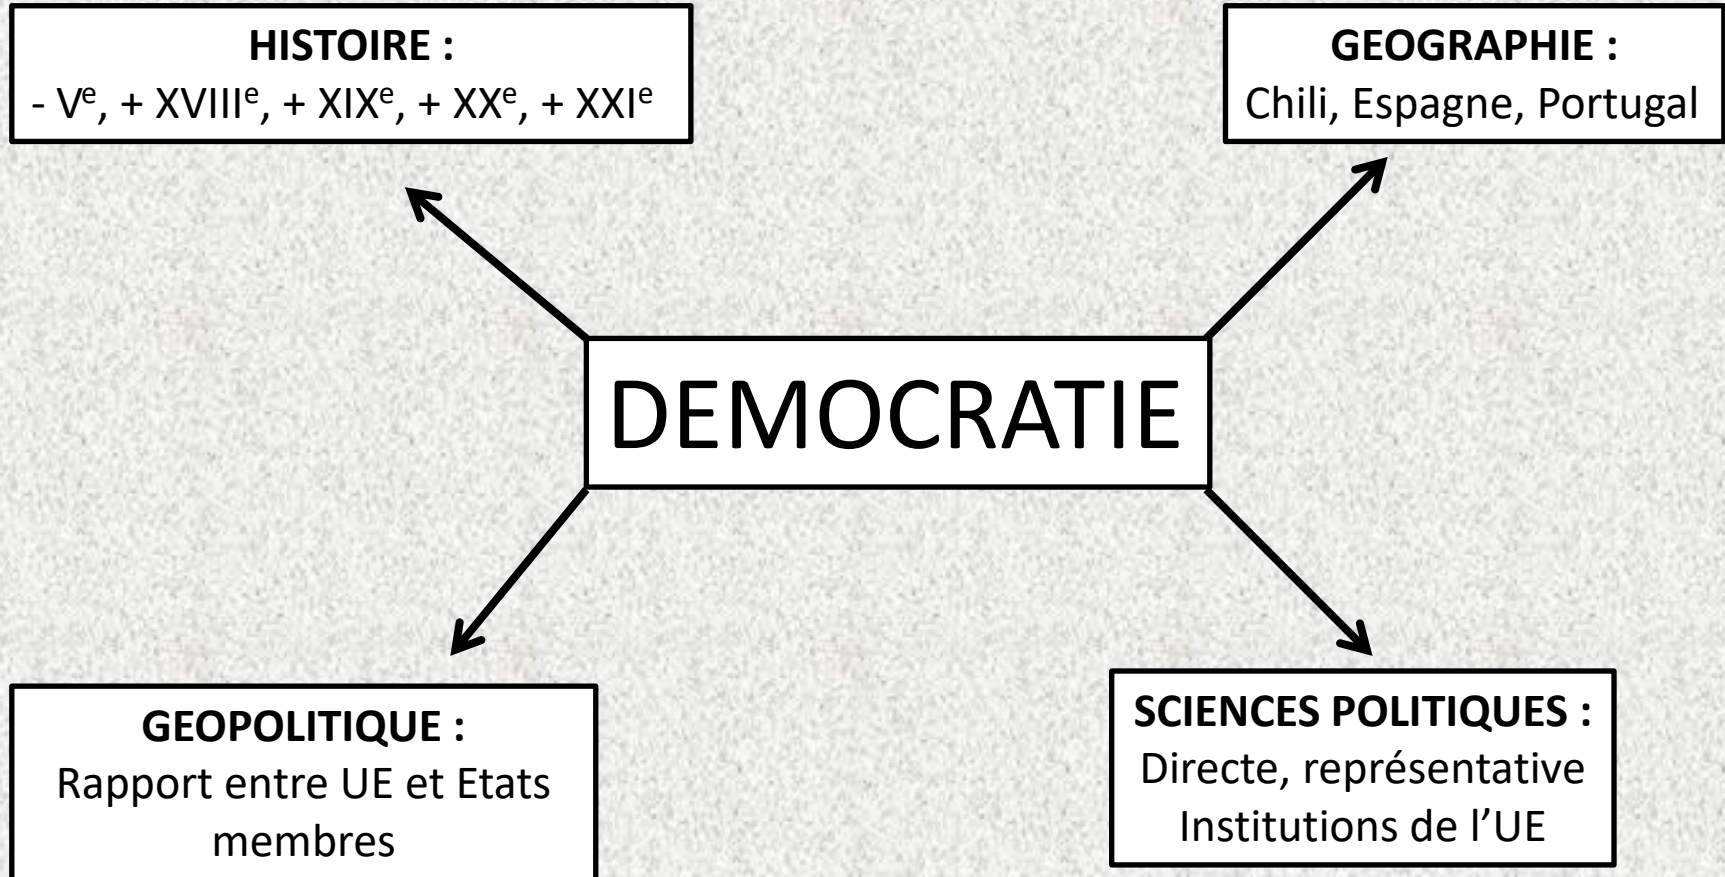 HISTOIRE :
- Vᵉ, + XVIIIᵉ, + XIXᵉ, + XXᵉ, + XXIᵉ
GEOGRAPHIE :
Chili, Espagne, Portugal
DEMOCRATIE
GEOPOLITIQUE :
Rapport entre UE et Etats
membres
SCIENCES POLITIQUES :
Directe, représentative
Institutions de l’UE